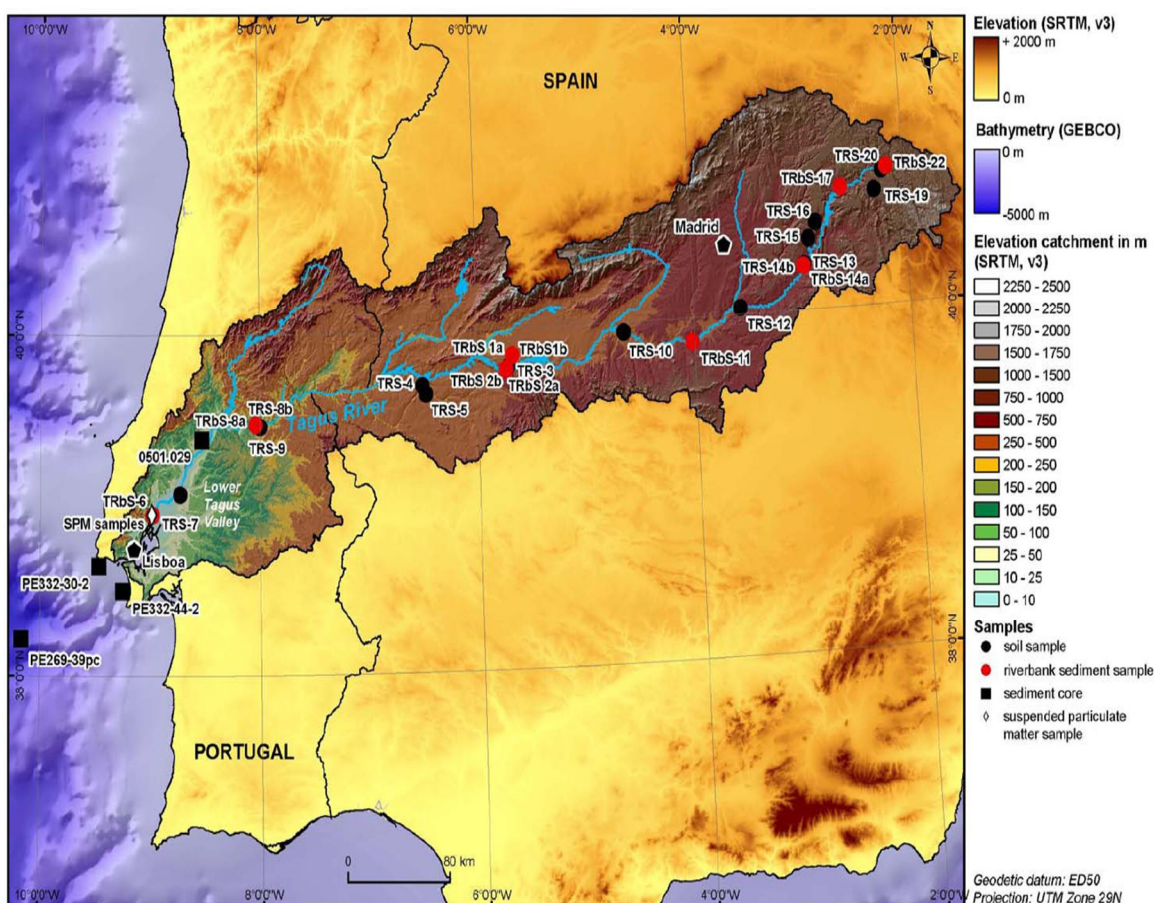 10°0'0"W
8°0'0"W
6°0'0"W
4°0'0"W
2°0'0"W
N
W
E
S
SPAIN
TRS-20
TRbS-22
TRbS-17
TRS-19
TRS-16
Madrid
TRS-15
TRS-13
TRS-14b
TRbS-14a
40°0'0"N
40°0'0"N
TRS-12
TRS-10
TRbS-11
TRbS 1a
TRbS1b
TRS-3
TRbS 2b
TRbS 2a
TRS-4
TRS-5
Tagus River
TRS-8b
TRbS-8a
TRS-9
0501.029
Lower
Tagus
Valley
TRbS-6
SPM samples
TRS-7
Lisboa
PE332-30-2
PE332-44-2
PE269-39pc
38°0'0"N
38°0'0"N
PORTUGAL
0
80 km
10°0'0"W
8°0'0"W
6°0'0"W
4°0'0"W
2°0'0"W
Elevation (SRTM, v3)
+ 2000 m
0 m
Bathymetry (GEBCO)
0 m
-5000 m
Elevation catchment in m
(SRTM, v3)
2250 - 2500
2000 - 2250
1750 - 2000
1500 - 1750
1000 - 1500
750 - 1000
500 - 750
250 - 500
200 - 250
150 - 200
100 - 150
50 - 100
25 - 50
10 - 25
0 - 10
Samples
soil sample
riverbank sediment sample
sediment core
suspended particulate
matter sample
Geodetic datum: ED50
Projection: UTM Zone 29N